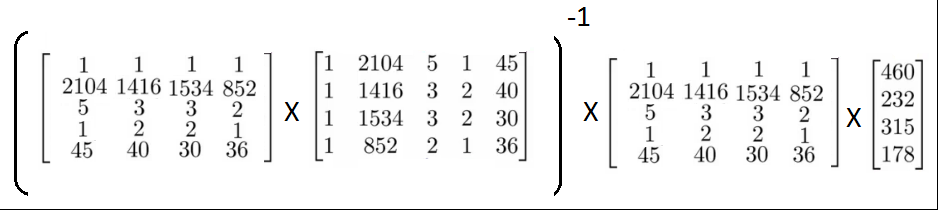 -1
1 1 1 1 1 2104 5 1 45 1 1 1 1 460
2104 1416 1534 852 1 1416 3 2 40 2104 1416 1534 852 232
5 3 3 2 X 1 1534 3 2 30 X 5 3 3 2 X 315
1 2 2 1 1 852 2 1 36 1 2 2 1 178
45 40 30 36 45 40 30 36